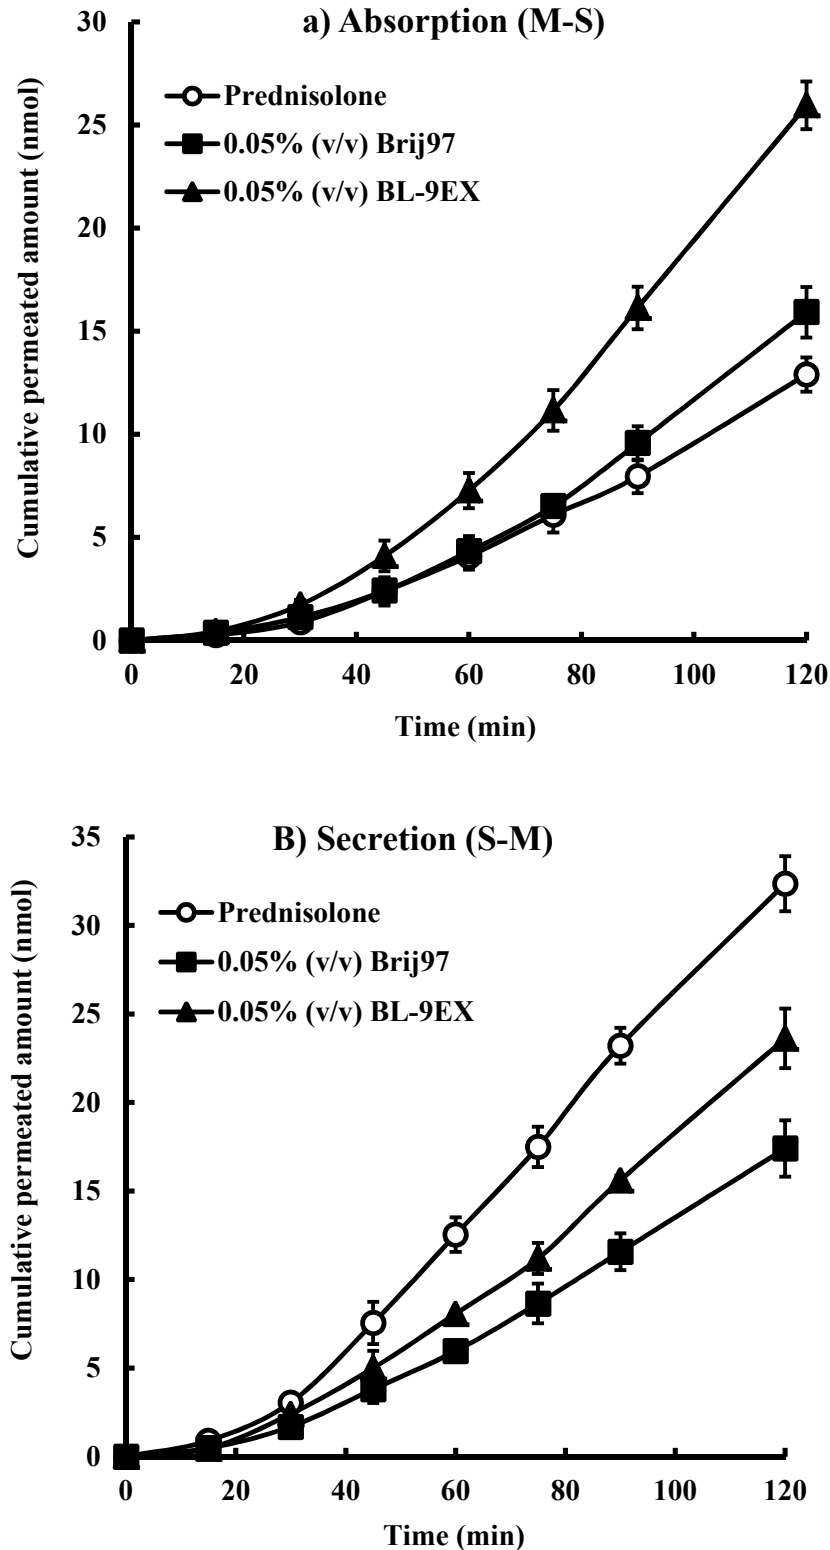 a) Absorption (M-S)
Cumulative permeated amount (nmol)
30
25
20
15
10
5
0
Prednisolone
0.05% (v/v) Brij97
0.05% (v/v) BL-9EX
0 20 40 60 80 100 120
Time (min)
B) Secretion (S-M)
Cumulative permeated amount (nmol)
35
30
25
20
15
10
5
0
Prednisolone
0.05% (v/v) Brij97
0.05% (v/v) BL-9EX
0 20 40 60 80 100 120
Time (min)